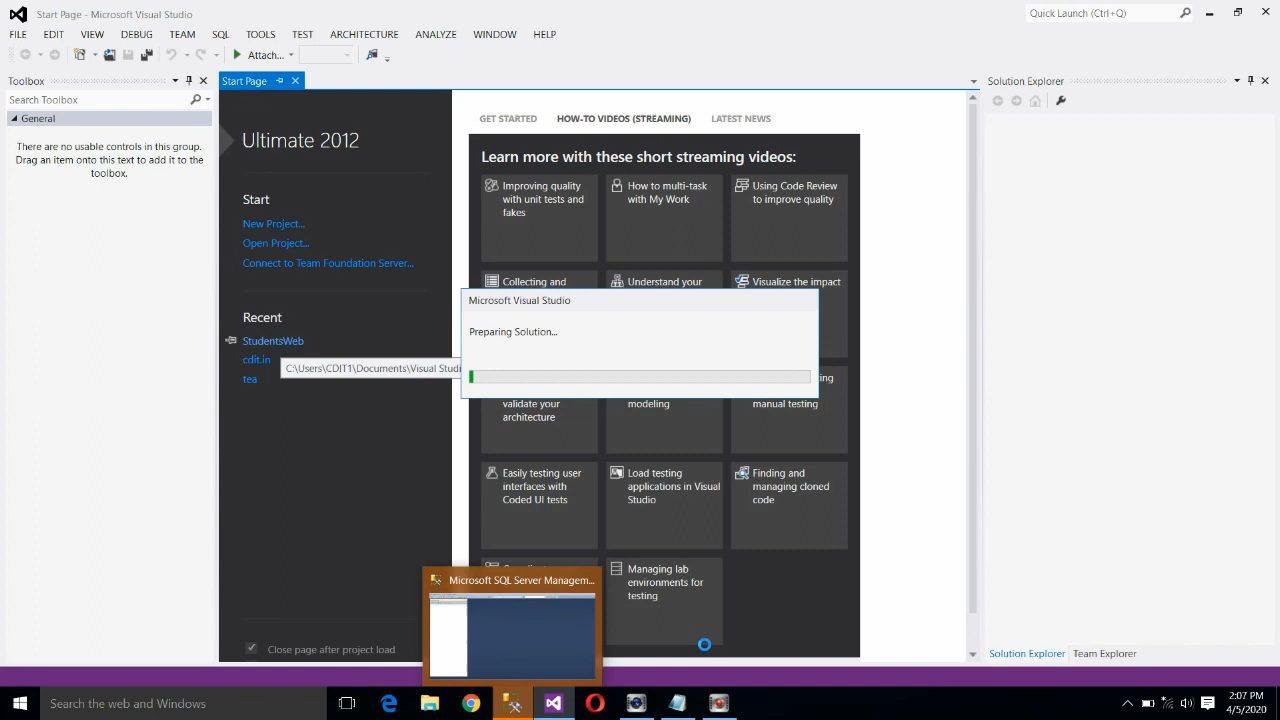 Start Page - Microsoft Visual Studio
Quick Launch (Ctrl+Q)
FILE EDIT VIEW DEBUG TEAM SQL TOOLS TEST ARCHITECTURE ANALYZE WINDOW HELP
Attach...
Toolbox
Search Toolbox
General
There are no usable controls in this group.
Drag an item onto this text to add it to the
toolbox.
Start Page
Ultimate 2012
Start
New Project...
Open Project...
Connect to Team Foundation Server...
Recent
StudentsWeb
cdit.in
tea
C:\Users\CDIT1\Documents\Visual Studi
Close page after project load
GET STARTED HOW-TO VIDEOS (STREAMING) LATEST NEWS
Learn more with these short streaming videos:
Improving quality
with unit tests and
fakes
How to multi-task
with My Work
Using Code Review
to improve quality
Collecting and
Understand your
Visualize the impact
Microsoft Visual Studio
Preparing Solution...
validate your
architecture
modeling
manual testing
Easily testing user
interfaces with
Coded UI tests
Load testing
applications in Visual
Studio
Finding and
managing cloned
code
Managing lab
environments for
testing
Microsoft SQL Server Managem...
Solution Explorer
Solution Explorer Team Explorer
Search the web and Windows
2:07 PM
4/5/2020